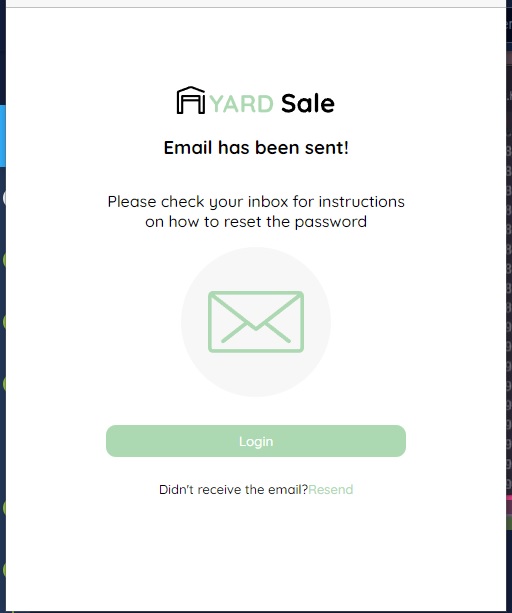 YARD Sale
Email has been sent!
Please check your inbox for instructions
on how to reset the password
Login
Didn't receive the email?Resend